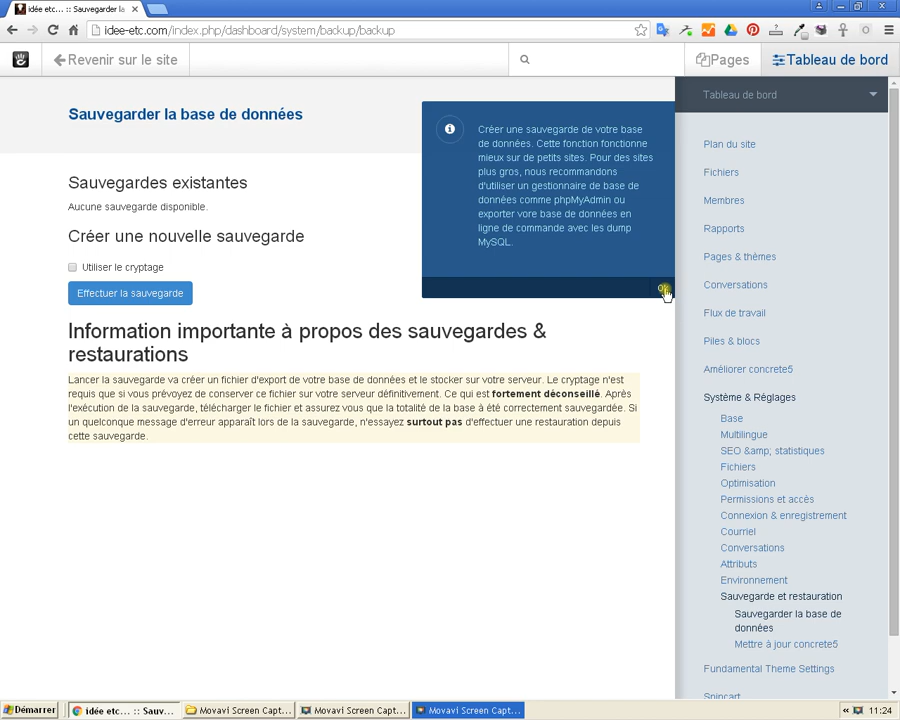 idée etc... :: Sauvegarder la
idee-etc.com/index.php/dashboard/system/backup/backup
Revenir sur le site
Pages
Tableau de bord
Sauvegarder la base de données
Créer une sauvegarde de votre base
de données. Cette fonction fonctionne
mieux sur de petits sites. Pour des sites
plus gros, nous recommandons
d'utiliser un gestionnaire de base de
données comme phpMyAdmin ou
exporter vore base de données en
ligne de commande avec les dump
MySQL.
Sauvegardes existantes
Aucune sauvegarde disponible.
Créer une nouvelle sauvegarde
Utiliser le cryptage
Effectuer la sauvegarde
Information importante à propos des sauvegardes &
restaurations
Lancer la sauvegarde va créer un fichier d'export de votre base de données et le stocker sur votre serveur. Le cryptage n'est
requis que si vous prévoyez de conserver ce fichier sur votre serveur définitivement. Ce qui est fortement déconseillé. Après
l'exécution de la sauvegarde, télécharger le fichier et assurez vous que la totalité de la base à été correctement sauvegardée. Si
un quelconque message d'erreur apparaît lors de la sauvegarde, n'essayez surtout pas d'effectuer une restauration depuis
cette sauvegarde.
Tableau de bord
Plan du site
Fichiers
Membres
Rapports
Pages & thèmes
Conversations
Flux de travail
Piles & blocs
Améliorer concrete5
Système & Réglages
Base
Multilingue
SEO &amp; statistiques
Fichiers
Optimisation
Permissions et accès
Connexion & enregistrement
Courriel
Conversations
Attributs
Environnement
Sauvegarde et restauration
Sauvegarder la base de
données
Mettre à jour concrete5
Fundamental Theme Settings
Spincart
Démarrer
idée etc... :: Sauv...
Movavi Screen Capt...
Movavi Screen Capt...
Movavi Screen Capt...
11:24